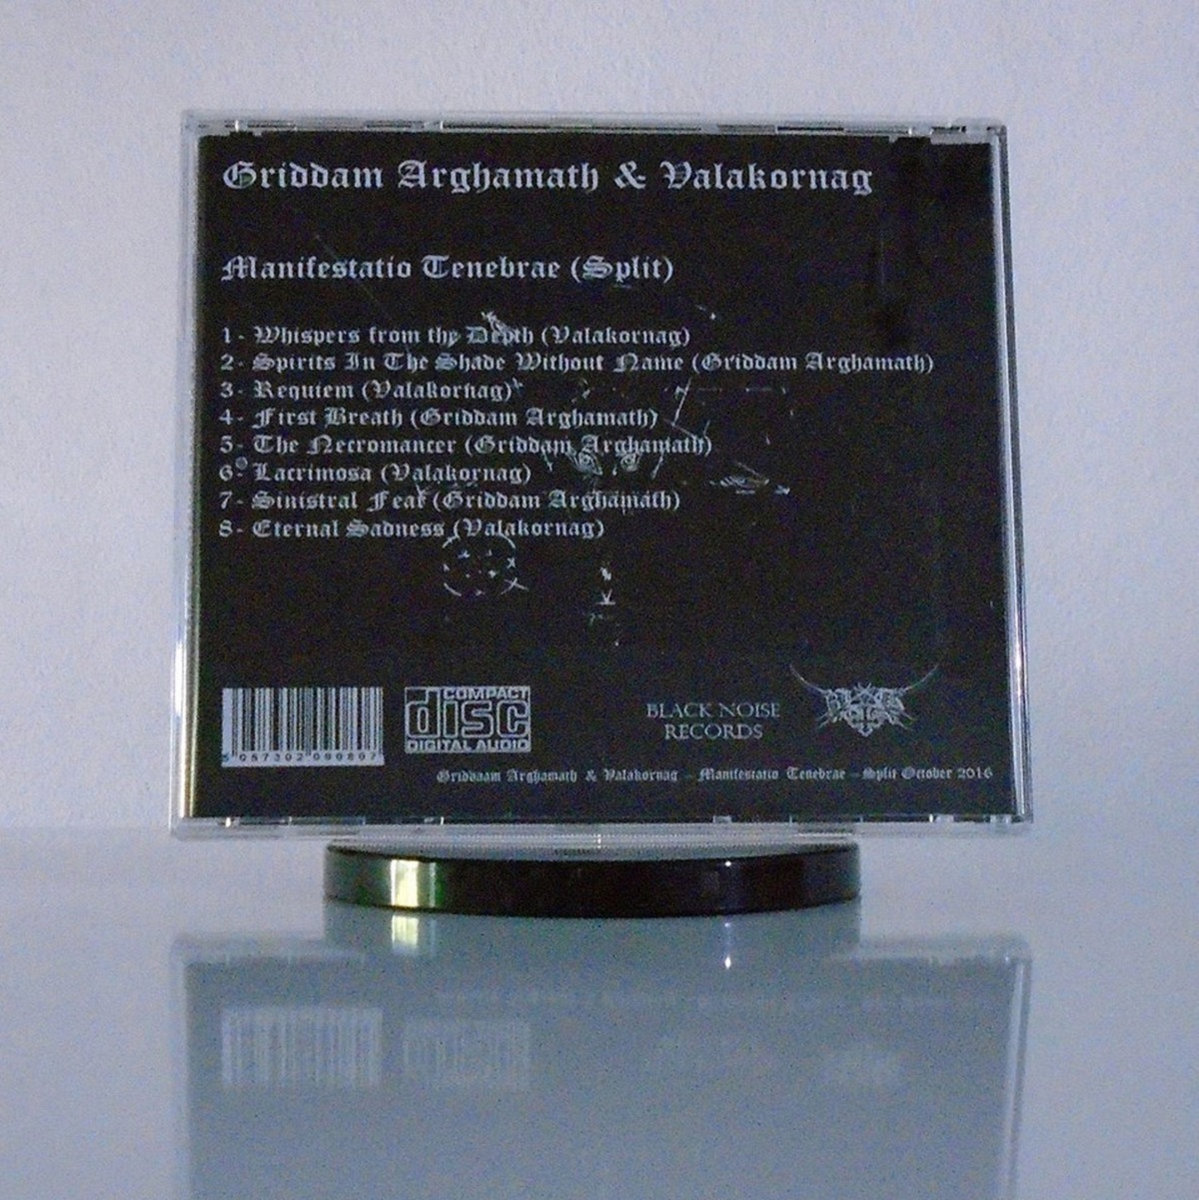 Griddam Arghamath & Valakornag
Manifestatio Tenebrae (Split)
1- Whispers from the Depth (Valakornag)
2- Spirits In The Shade Without Name (Griddam Arghamath)
3- Requiem (Valakornag)
4- First Breath (Griddam Arghamath)
5- The Necromancer (Griddam Arghamath)
6- Lacrimosa (Valakornag)
7- Sinistral Fear (Griddam Arghamath)
8- Eternal Sadness (Valakornag)
COMPACT
disc
DIGITAL AUDIO
BLACK NOISE
RECORDS
Griddaam Arghamath & Valakornag – Manifestatio Tenebrae – Split October 2016